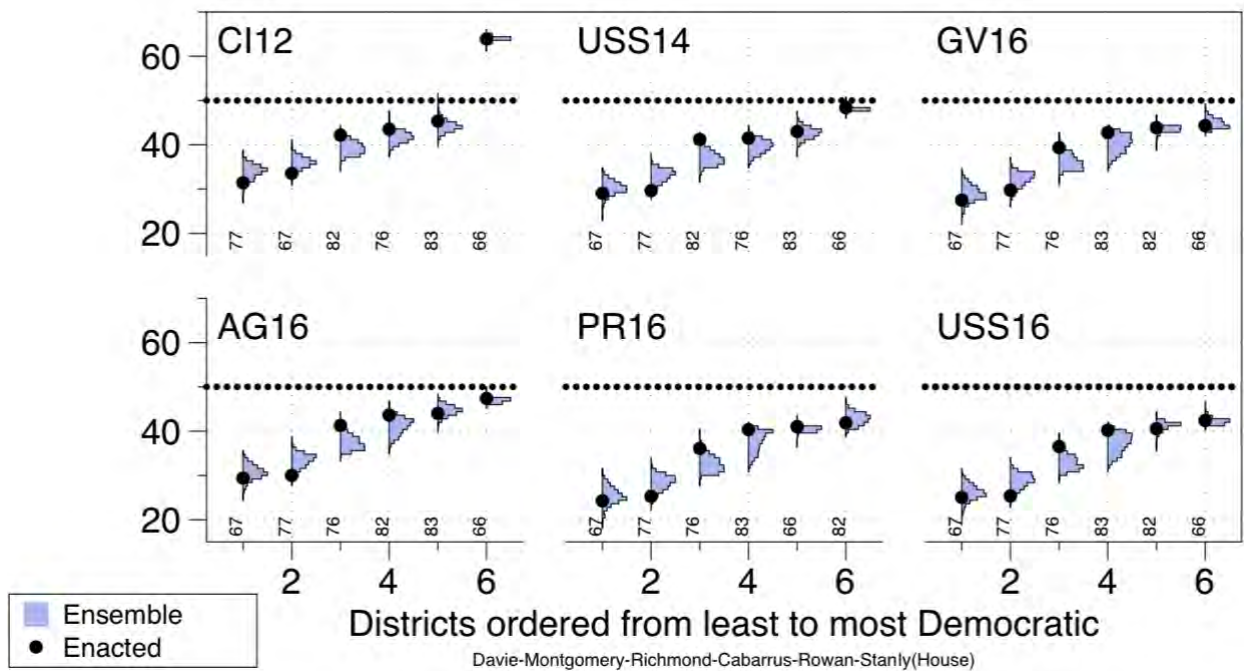 CI12 USS14 GV16
60
40
20
77 67 82 76 83 66
67 77 82 76 83 66
67 77 76 83 82 66
AG16 PR16 USS16
60
40
20
67 77 76 82 83 66
67 77 76 83 66 82
67 77 76 83 82 66
2 4 6 2 4 6 2 4 6
Ensemble
Enacted
Districts ordered from least to most Democratic
Davie-Montgomery-Richmond-Cabarrus-Rowan-Stanly(House)